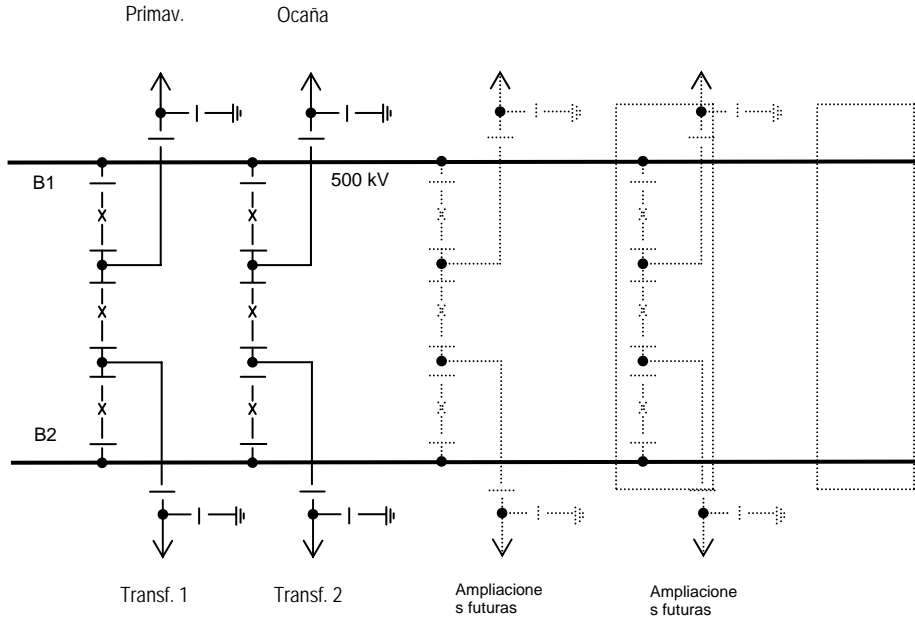 Primav.
Ocaña
B1
500 kV
B2
Transf. 1
Transf. 2
Ampliacione
s futuras
Ampliacione
s futuras